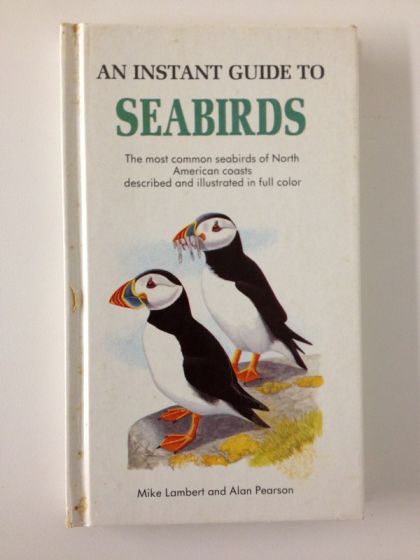 AN INSTANT GUIDE TO
SEABIRDS
The most common seabirds of North
American coasts
described and illustrated in full color
Mike Lambert and Alan Pearson